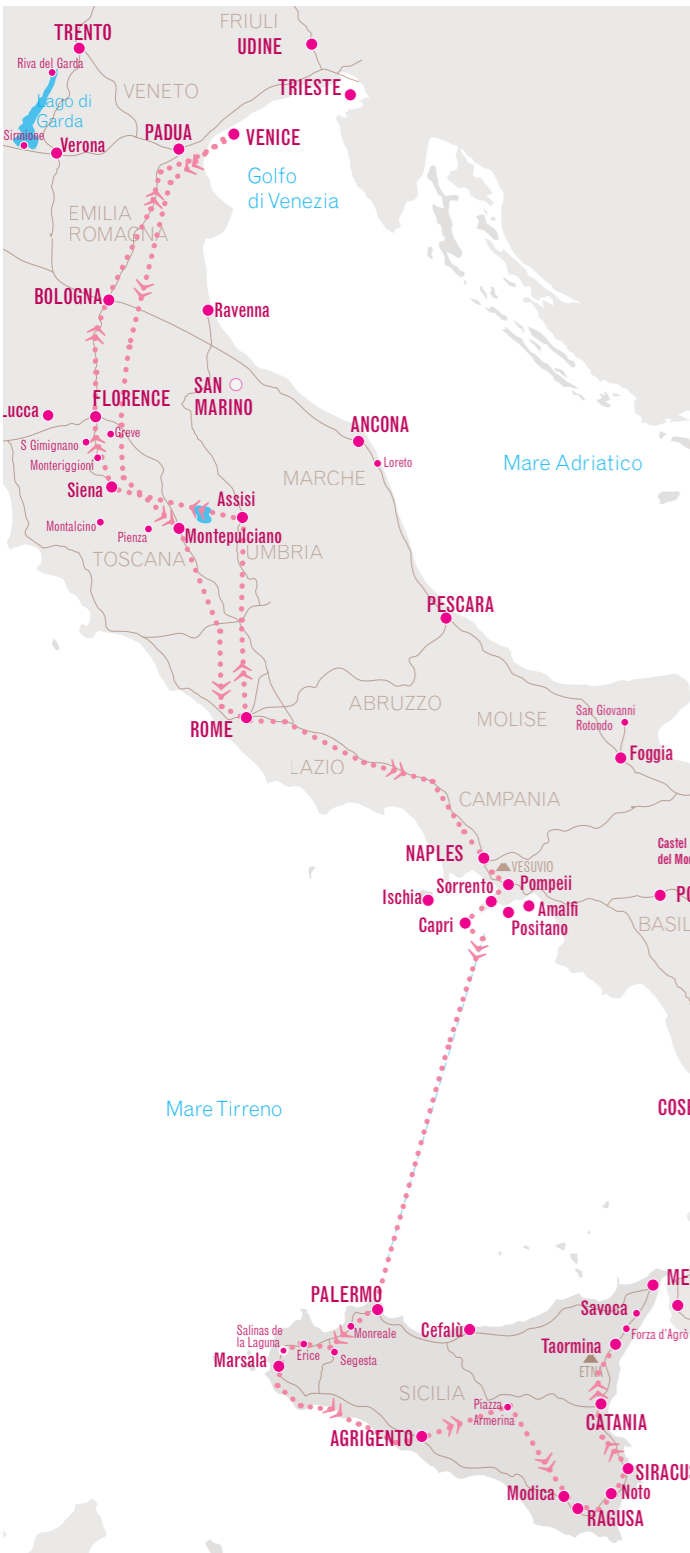 FRIULI
TRENTO
UDINE
Riva del Garda
TRIESTE
VENETO
Lago di
Garda
Sirmione
Verona
PADUA
VENICE
Golfo
di Venezia
EMILIA
ROMAGNA
BOLOGNA
Ravenna
SAN
MARINO
FLORENCE
Lucca
Greve
S Gimignano
Monteriggioni
ANCONA
Loreto
Mare Adriatico
MARCHE
Siena
Assisi
Montalcino
Pienza
Montepulciano
UMBRIA
TOSCANA
PESCARA
ABRUZZO
MOLISE
San Giovanni
Rotondo
ROME
Foggia
LAZIO
CAMPANIA
NAPLES
VESUVIO
Castel
del Mo
Sorrento
Pompeii
Ischia
PO
Amalfi
Capri
Positano
BASIL
Mare Tirreno
COSE
PALERMO
ME
Savoca
Cefalù
Forza d'Agrò
Salinas de
la Laguna
Monreale
Erice
Segesta
Marsala
Taormina
ETNA
SICILIA
Piazza
Armerina
CATANIA
AGRIGENTO
SIRACUS
Modica
Noto
RAGUSA